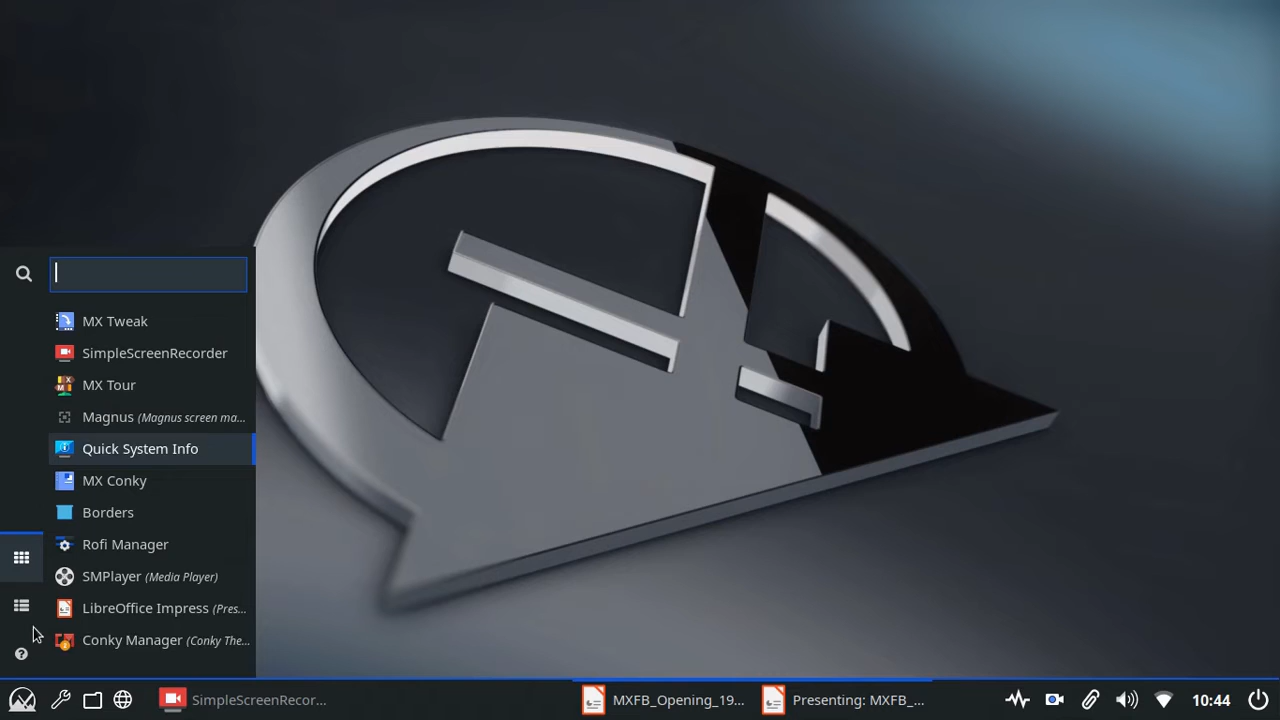 MX Tweak
SimpleScreenRecorder
MX Tour
Magnus (Magnus screen ma...
Quick System Info
MX Conky
Borders
Rofi Manager
SMPlayer (Media Player)
LibreOffice Impress (Pres...
Conky Manager (Conky The...
SimpleScreenRecor... MXFB_Opening_19... Presenting: MXFB_... 10:44